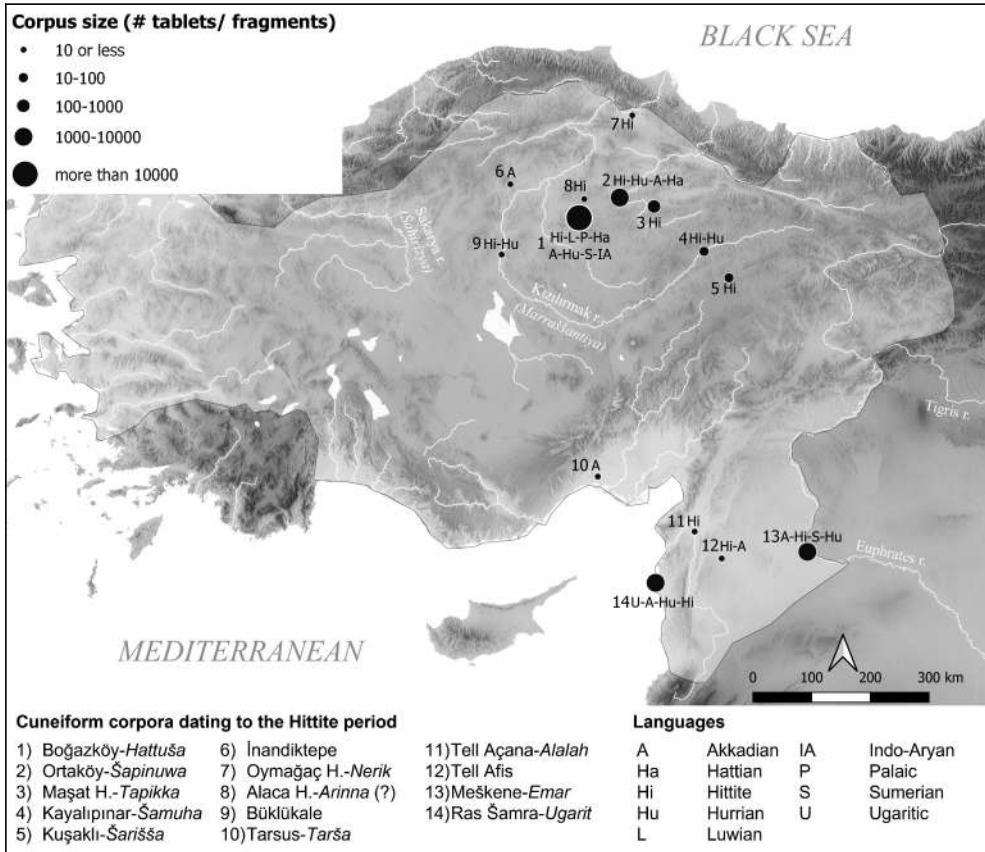 Corpus size (# tablets/ fragments)
10 or less
10-100
100-1000
1000-10000
more than 10000
BLACK SEA
7 Hi
6 A
8 Hi
2 Hi-Hu-A-Ha
3 Hi
1 Hi-L-P-Ha
A-Hu-S-IA
9 Hi-Hu
4 Hi-Hu
5 Hi
Sakarya r.
Kızılırmak r.
(Marraššantiya)
Tigris r.
10 A
11 Hi
12 Hi-A
13 A-Hi-S-Hu
Euphrates r.
14 U-A-Hu-Hi
MEDITERRANEAN
0 100 200 300 km
Cuneiform corpora dating to the Hittite period
1) Boğazköy-Hattuša
2) Ortaköy-Šapinuwa
3) Maşat H.-Tapikka
4) Kayalıpınar-Šamuha
5) Kuşaklı-Šarišša
6) İnandiktepe
7) Oymağaç H.-Nerik
8) Alaca H.-Arinna (?)
9) Büklükale
10) Tarsus-Tarša
11) Tell Açana-Alalah
12) Tell Afis
13) Meškene-Emar
14) Ras Šamra-Ugarit
Languages
A Akkadian
Ha Hattian
Hi Hittite
Hu Hurrian
L Luwian
IA Indo-Aryan
P Palaic
S Sumerian
U Ugaritic